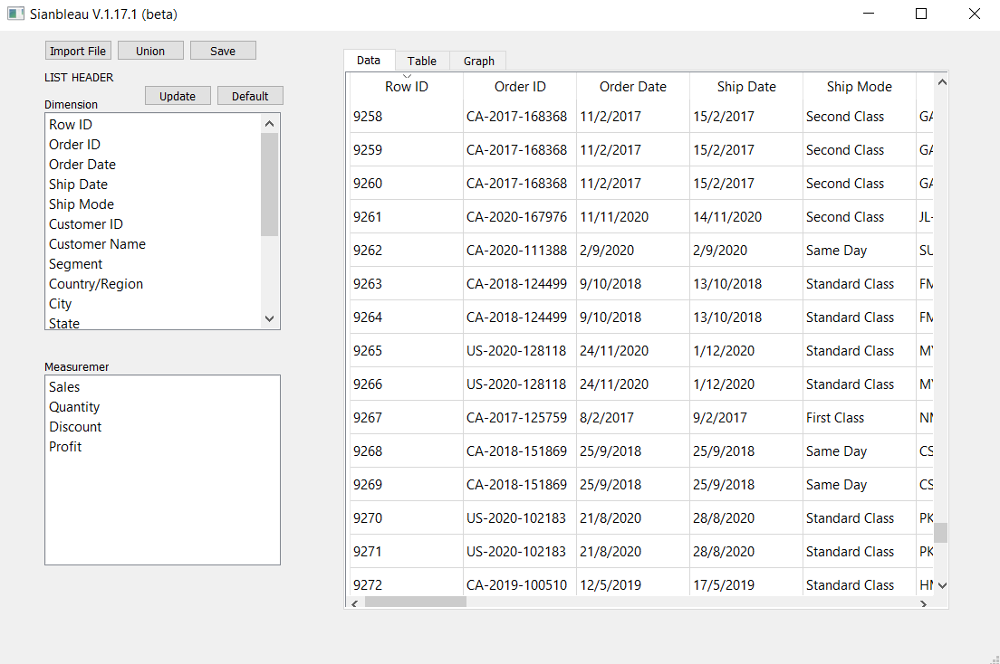 Sianbleau V.1.17.1 (beta)
Import File Union Save
LIST HEADER
Update Default
Dimension
Row ID
Order ID
Order Date
Ship Date
Ship Mode
Customer ID
Customer Name
Segment
Country/Region
City
State
Measuremer
Sales
Quantity
Discount
Profit
Data Table Graph
Row ID Order ID Order Date Ship Date Ship Mode
9258 CA-2017-168368 11/2/2017 15/2/2017 Second Class GA
9259 CA-2017-168368 11/2/2017 15/2/2017 Second Class GA
9260 CA-2017-168368 11/2/2017 15/2/2017 Second Class GA
9261 CA-2020-167976 11/11/2020 14/11/2020 Second Class JL-
9262 CA-2020-111388 2/9/2020 2/9/2020 Same Day SU
9263 CA-2018-124499 9/10/2018 13/10/2018 Standard Class FM
9264 CA-2018-124499 9/10/2018 13/10/2018 Standard Class FM
9265 US-2020-128118 24/11/2020 1/12/2020 Standard Class MY
9266 US-2020-128118 24/11/2020 1/12/2020 Standard Class MY
9267 CA-2017-125759 8/2/2017 9/2/2017 First Class NM
9268 CA-2018-151869 25/9/2018 25/9/2018 Same Day CS
9269 CA-2018-151869 25/9/2018 25/9/2018 Same Day CS
9270 US-2020-102183 21/8/2020 28/8/2020 Standard Class PK
9271 US-2020-102183 21/8/2020 28/8/2020 Standard Class PK
9272 CA-2019-100510 12/5/2019 17/5/2019 Standard Class HM